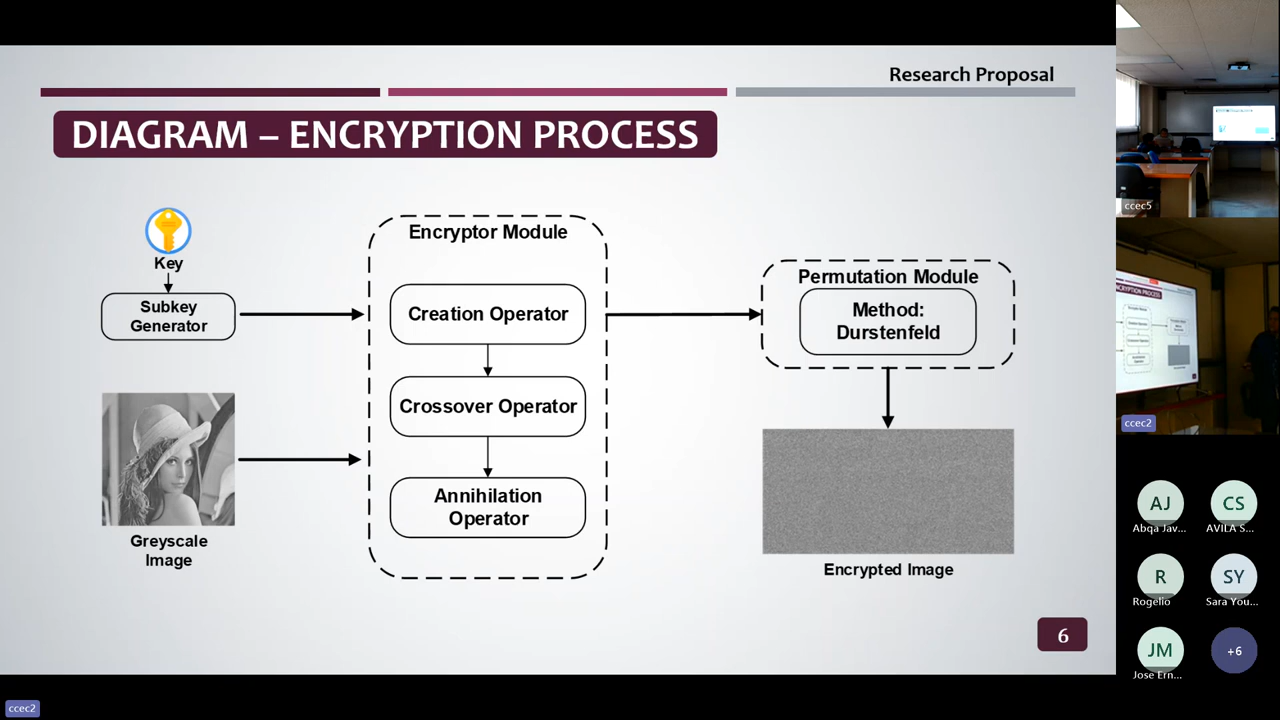 Research Proposal
DIAGRAM – ENCRYPTION PROCESS
Key
Subkey
Generator
Greyscale
Image
Encryptor Module
Creation Operator
Crossover Operator
Annihilation
Operator
Permutation Module
Method:
Durstenfeld
Encrypted Image
6
ccec5
ENCRYPTION PROCESS
ccec2
AJ
Abqa Jav...
CS
AVILA S...
R
Rogelio
SY
Sara You...
JM
Jose Ern...
+6
ccec2